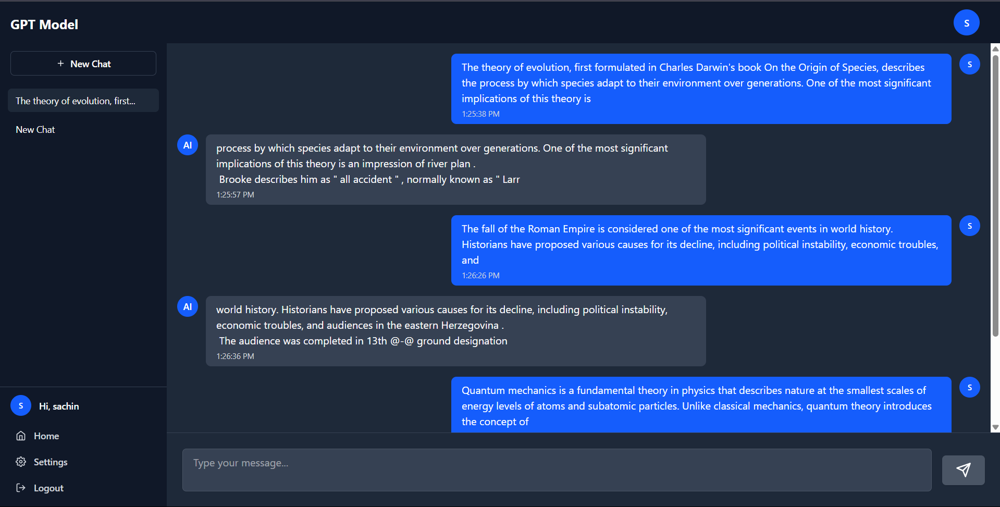 GPT Model
S
+ New Chat
The theory of evolution, first...
New Chat
The theory of evolution, first formulated in Charles Darwin's book On the Origin of Species, describes
the process by which species adapt to their environment over generations. One of the most significant
implications of this theory is
1:25:38 PM
S
AI
process by which species adapt to their environment over generations. One of the most significant
implications of this theory is an impression of river plan .
Brooke describes him as " all accident " , normally known as " Larr
1:25:57 PM
The fall of the Roman Empire is considered one of the most significant events in world history.
Historians have proposed various causes for its decline, including political instability, economic troubles,
and
1:26:26 PM
S
AI
world history. Historians have proposed various causes for its decline, including political instability,
economic troubles, and audiences in the eastern Herzegovina .
The audience was completed in 13th @-@ ground designation
1:26:36 PM
Quantum mechanics is a fundamental theory in physics that describes nature at the smallest scales of
energy levels of atoms and subatomic particles. Unlike classical mechanics, quantum theory introduces
the concept of
S
S
Hi, sachin
Home
Settings
Logout
Type your message...